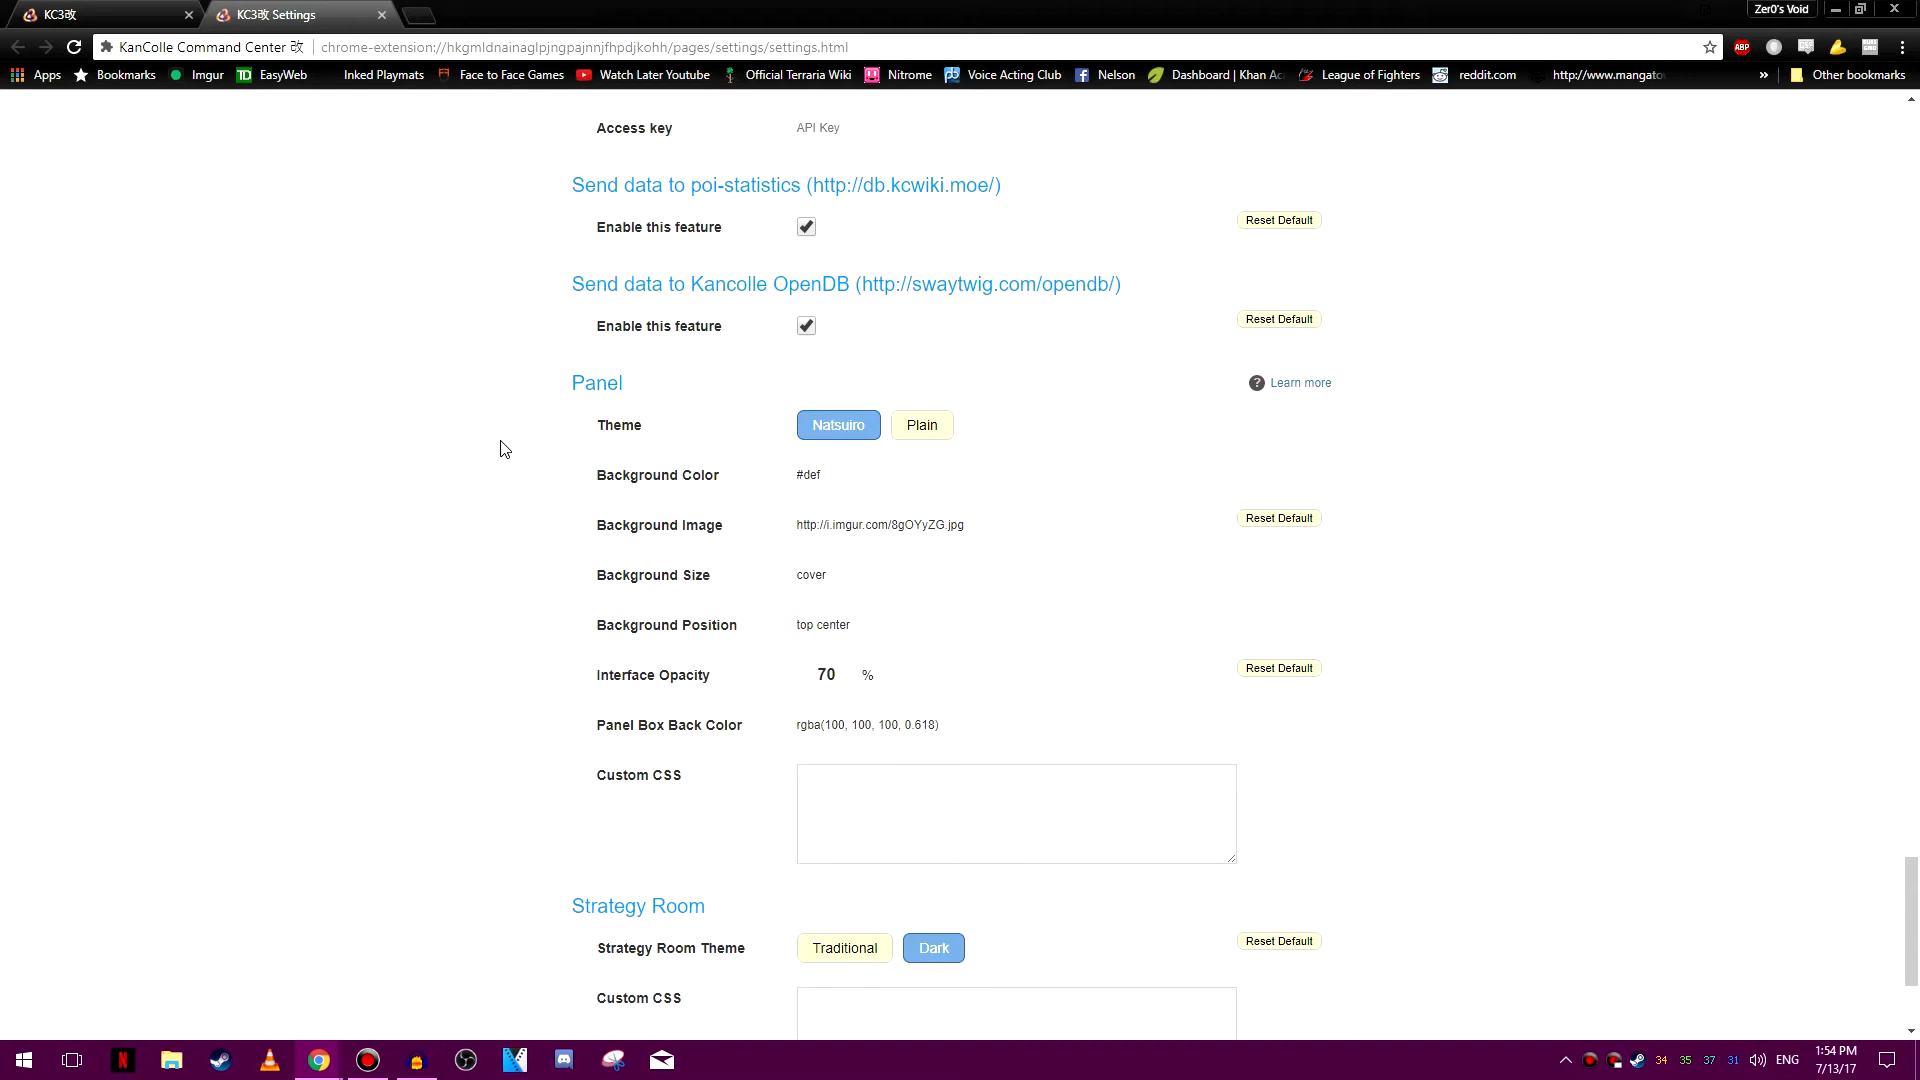 KC3改
KC3改 Settings
Zer0's Void
KanColle Command Center 改
chrome-extension://hkgmldnainaglpjngpajnnjfhpdjkohh/pages/settings/settings.html
ABP
Apps
Bookmarks
Imgur
TD EasyWeb
Inked Playmats
Face to Face Games
Watch Later Youtube
Official Terraria Wiki
Nitrome
Voice Acting Club
Nelson
Dashboard | Khan Ac
League of Fighters
reddit.com
http://www.mangato
»
Other bookmarks
Access key
API Key
Send data to poi-statistics (http://db.kcwiki.moe/)
Enable this feature
Reset Default
Send data to Kancolle OpenDB (http://swaytwig.com/opendb/)
Enable this feature
Reset Default
Panel
? Learn more
Theme
Natsuiro
Plain
Background Color
#def
Background Image
http://i.imgur.com/8gOYyZG.jpg
Reset Default
Background Size
cover
Background Position
top center
Interface Opacity
70 %
Reset Default
Panel Box Back Color
rgba(100, 100, 100, 0.618)
Custom CSS
Strategy Room
Strategy Room Theme
Traditional
Dark
Reset Default
Custom CSS
34
35
37
31
ENG
1:54 PM
7/13/17